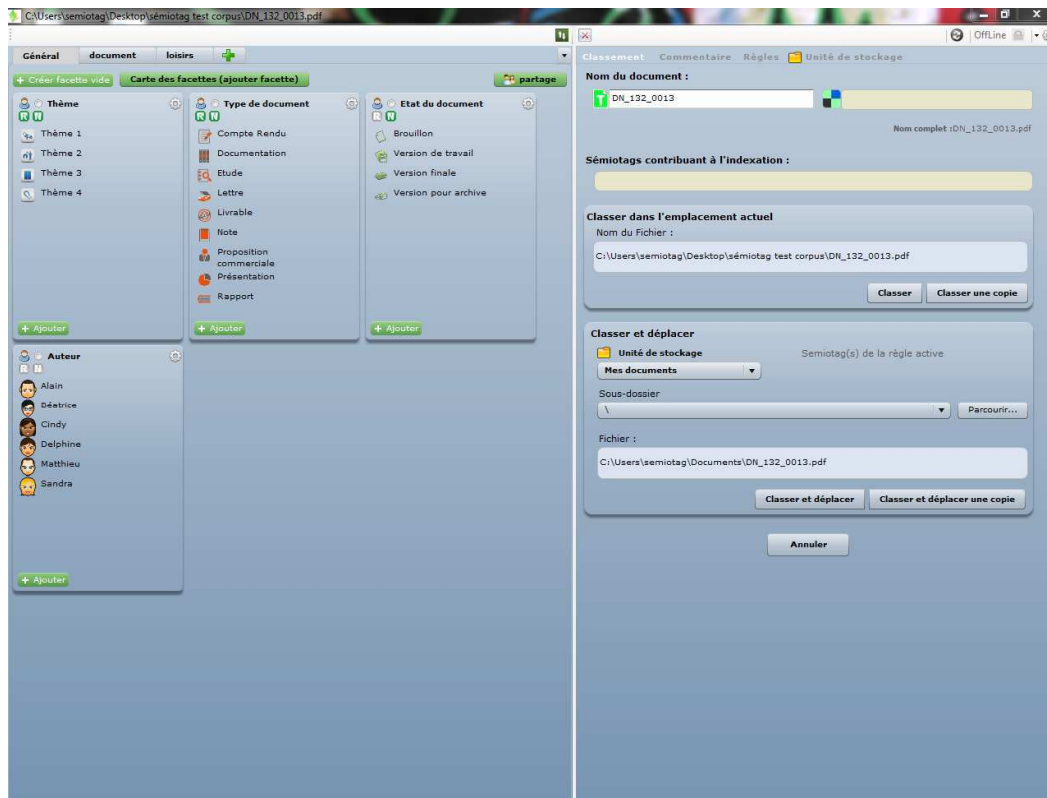 C:\Users\semiotag\Desktop\sémiotag test corpus\DN_132_0013.pdf
OffLine
Général document loisirs
Classement Commentaire Règles Unité de stockage
+ Créer facette vide Carte des facettes (ajouter facette) partage
Thème
R N
Thème 1
Thème 2
Thème 3
Thème 4
+ Ajouter
Type de document
R N
Compte Rendu
Documentation
Etude
Lettre
Livrable
Note
Proposition
commerciale
Présentation
Rapport
+ Ajouter
Etat du document
R N
Brouillon
Version de travail
Version finale
Version pour archive
+ Ajouter
Auteur
R N
Alain
Béatrice
Cindy
Delphine
Matthieu
Sandra
+ Ajouter
Nom du document :
T DN_132_0013
Nom complet :DN_132_0013.pdf
Sémiotags contribuant à l'indexation :
Classer dans l'emplacement actuel
Nom du Fichier :
C:\Users\semiotag\Desktop\sémiotag test corpus\DN_132_0013.pdf
Classer Classer une copie
Classer et déplacer
Unité de stockage Semiotag(s) de la règle active
Mes documents
Sous-dossier
\ Parcourir...
Fichier :
C:\Users\semiotag\Documents\DN_132_0013.pdf
Classer et déplacer Classer et déplacer une copie
Annuler